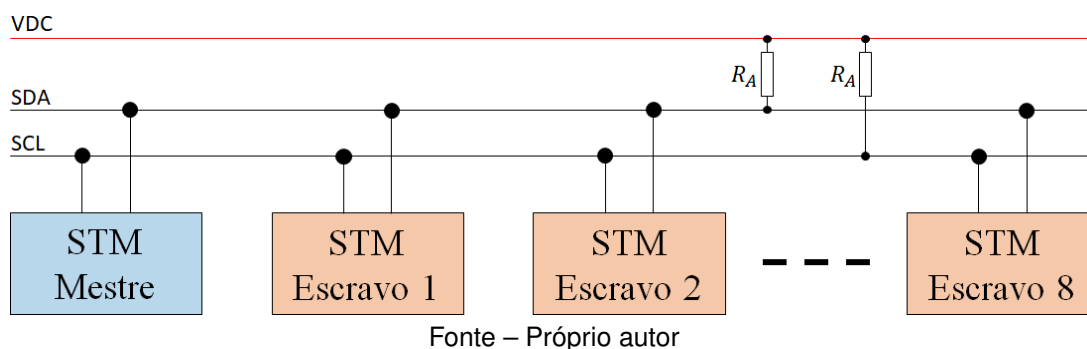 VDC
R_A R_A
SDA
SCL
STM
Mestre
STM
Escravo 1
STM
Escravo 2
STM
Escravo 8
Fonte – Próprio autor